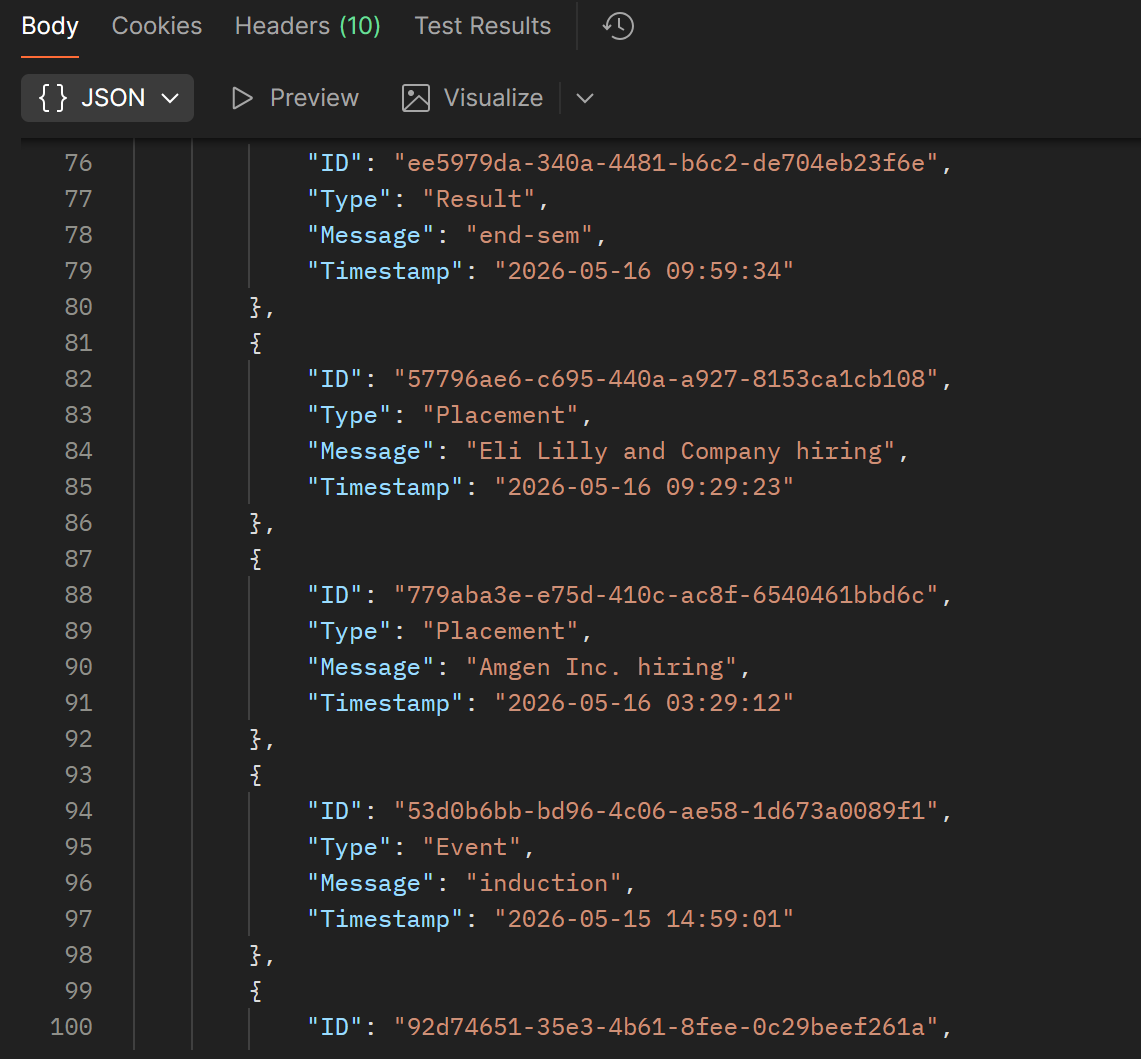 Body Cookies Headers (10) Test Results
{} JSON Preview Visualize
76 "ID": "ee5979da-340a-4481-b6c2-de704eb23f6e",
77 "Type": "Result",
78 "Message": "end-sem",
79 "Timestamp": "2026-05-16 09:59:34"
80 },
81 {
82 "ID": "57796ae6-c695-440a-a927-8153ca1cb108",
83 "Type": "Placement",
84 "Message": "Eli Lilly and Company hiring",
85 "Timestamp": "2026-05-16 09:29:23"
86 },
87 {
88 "ID": "779aba3e-e75d-410c-ac8f-6540461bbd6c",
89 "Type": "Placement",
90 "Message": "Amgen Inc. hiring",
91 "Timestamp": "2026-05-16 03:29:12"
92 },
93 {
94 "ID": "53d0b6bb-bd96-4c06-ae58-1d673a0089f1",
95 "Type": "Event",
96 "Message": "induction",
97 "Timestamp": "2026-05-15 14:59:01"
98 },
99 {
100 "ID": "92d74651-35e3-4b61-8fee-0c29beef261a",